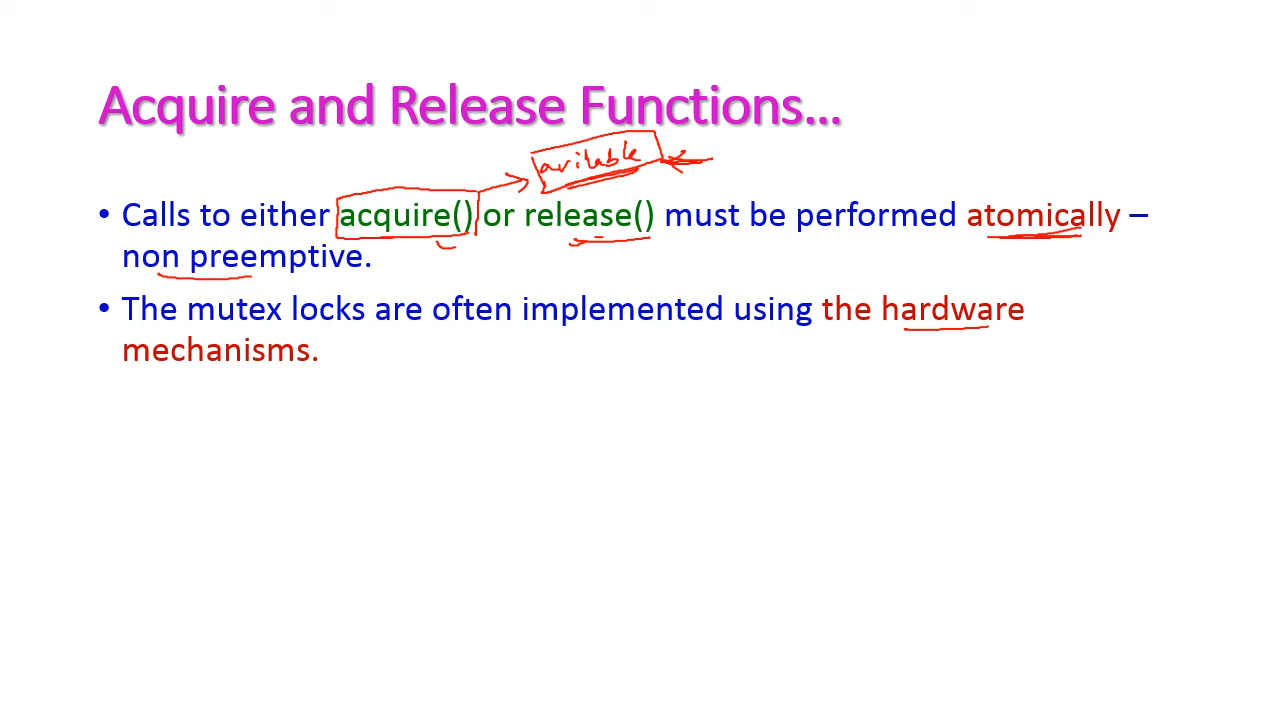 Acquire and Release Functions...
available
• Calls to either acquire() or release() must be performed atomically –
non preemptive.
• The mutex locks are often implemented using the hardware
mechanisms.